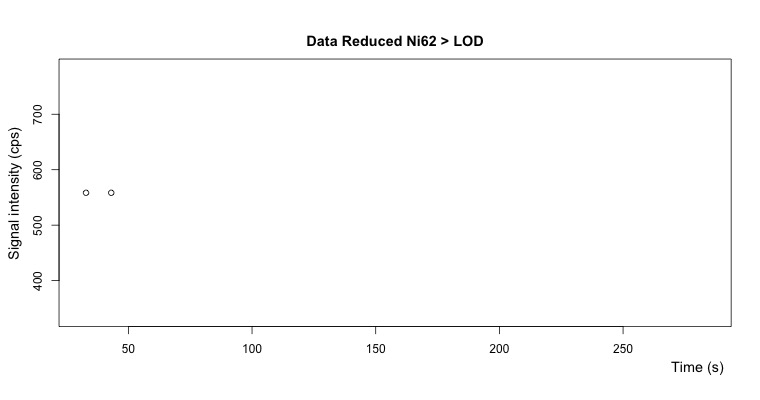 Data Reduced Ni62 > LOD
Signal intensity (cps)
700
600
500
400
50 100 150 200 250
Time (s)